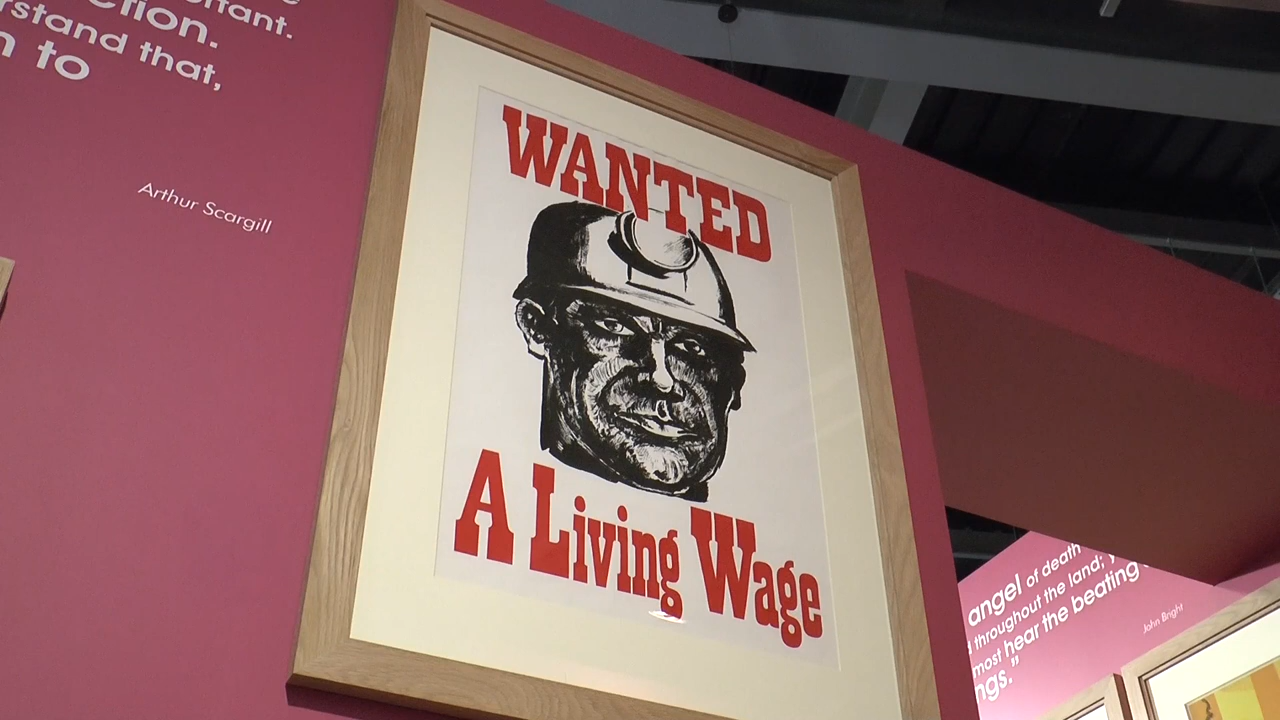 ction.
rstand that,
to
Arthur Scargill
WANTED
A Living Wage
angel of death
throughout the land;
most hear the beating
ngs."
John Bright